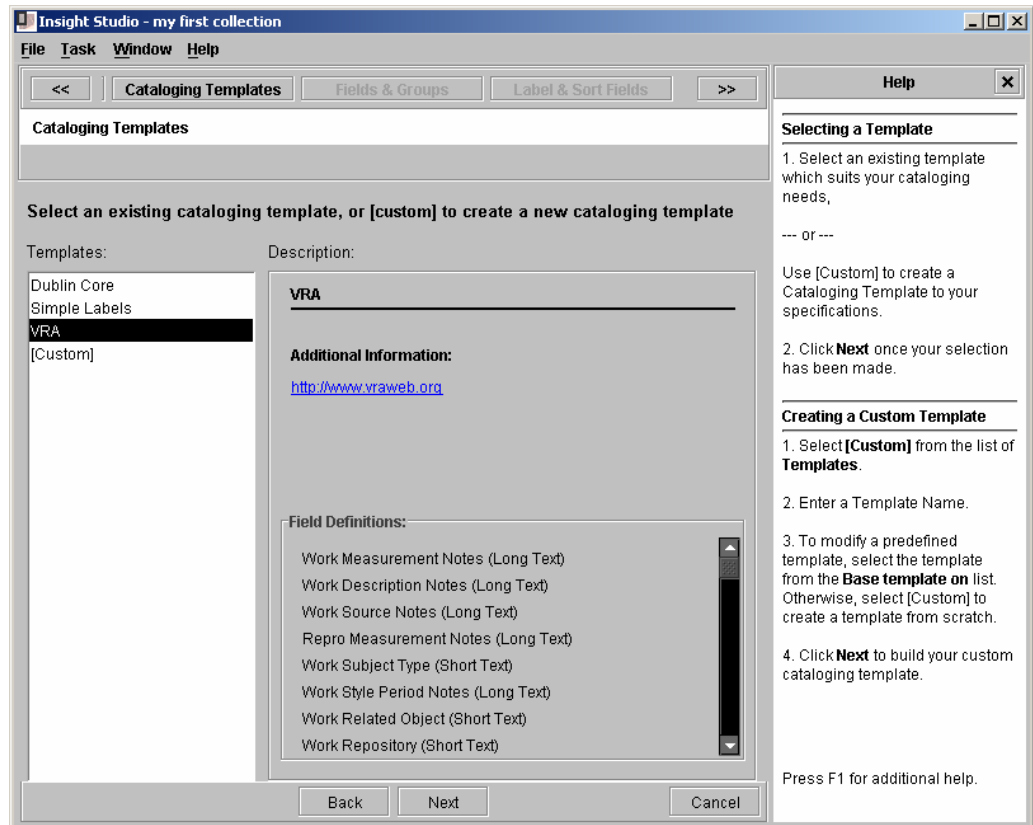 Insight Studio - my first collection
File Task Window Help
<< Cataloging Templates Fields & Groups Label & Sort Fields >>
Cataloging Templates
Select an existing cataloging template, or [custom] to create a new cataloging template
Templates:
Dublin Core
Simple Labels
VRA
[Custom]
Description:
VRA
Additional Information:
http://www.vraweb.org
Field Definitions:
Work Measurement Notes (Long Text)
Work Description Notes (Long Text)
Work Source Notes (Long Text)
Repro Measurement Notes (Long Text)
Work Subject Type (Short Text)
Work Style Period Notes (Long Text)
Work Related Object (Short Text)
Work Repository (Short Text)
Back Next Cancel
Help
Selecting a Template
1. Select an existing template
which suits your cataloging
needs,
--- or ---
Use [Custom] to create a
Cataloging Template to your
specifications.
2. Click Next once your selection
has been made.
Creating a Custom Template
1. Select [Custom] from the list of
Templates.
2. Enter a Template Name.
3. To modify a predefined
template, select the template
from the Base template on list.
Otherwise, select [Custom] to
create a template from scratch.
4. Click Next to build your custom
cataloging template.
Press F1 for additional help.